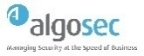 algosec
Managing Security at the Speed of Business